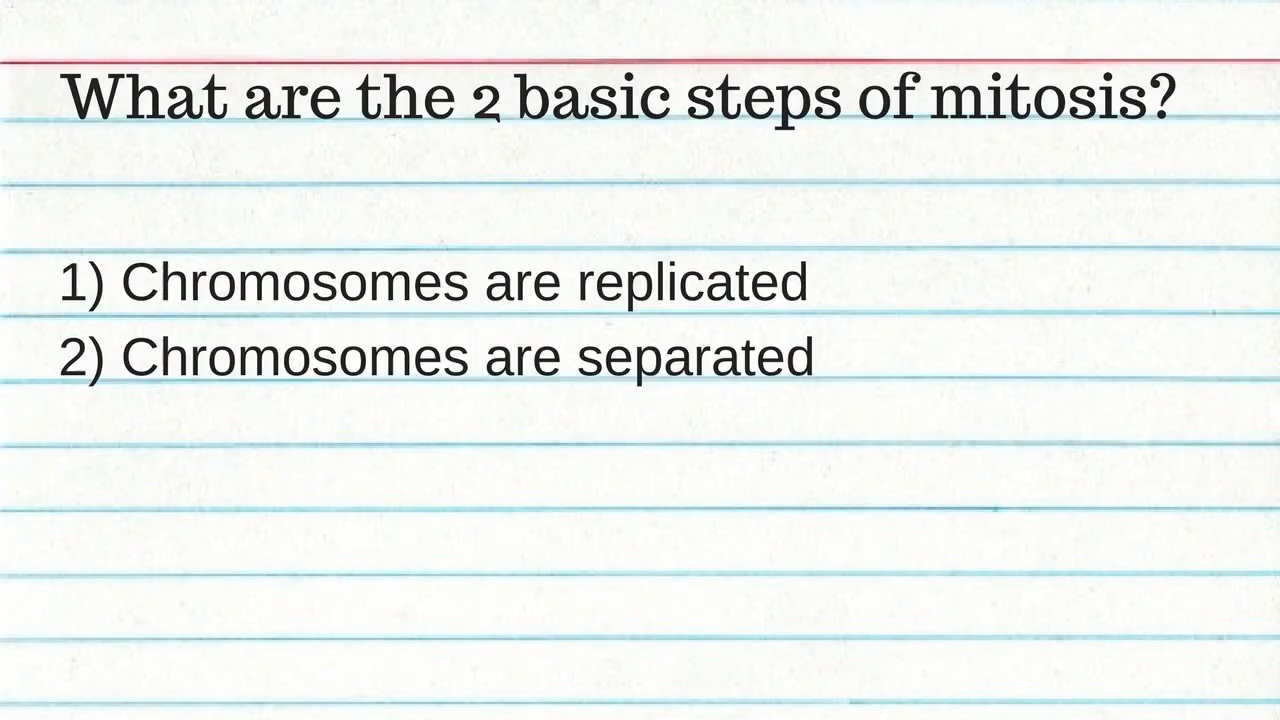 What are the 2 basic steps of mitosis?
1) Chromosomes are replicated
2) Chromosomes are separated